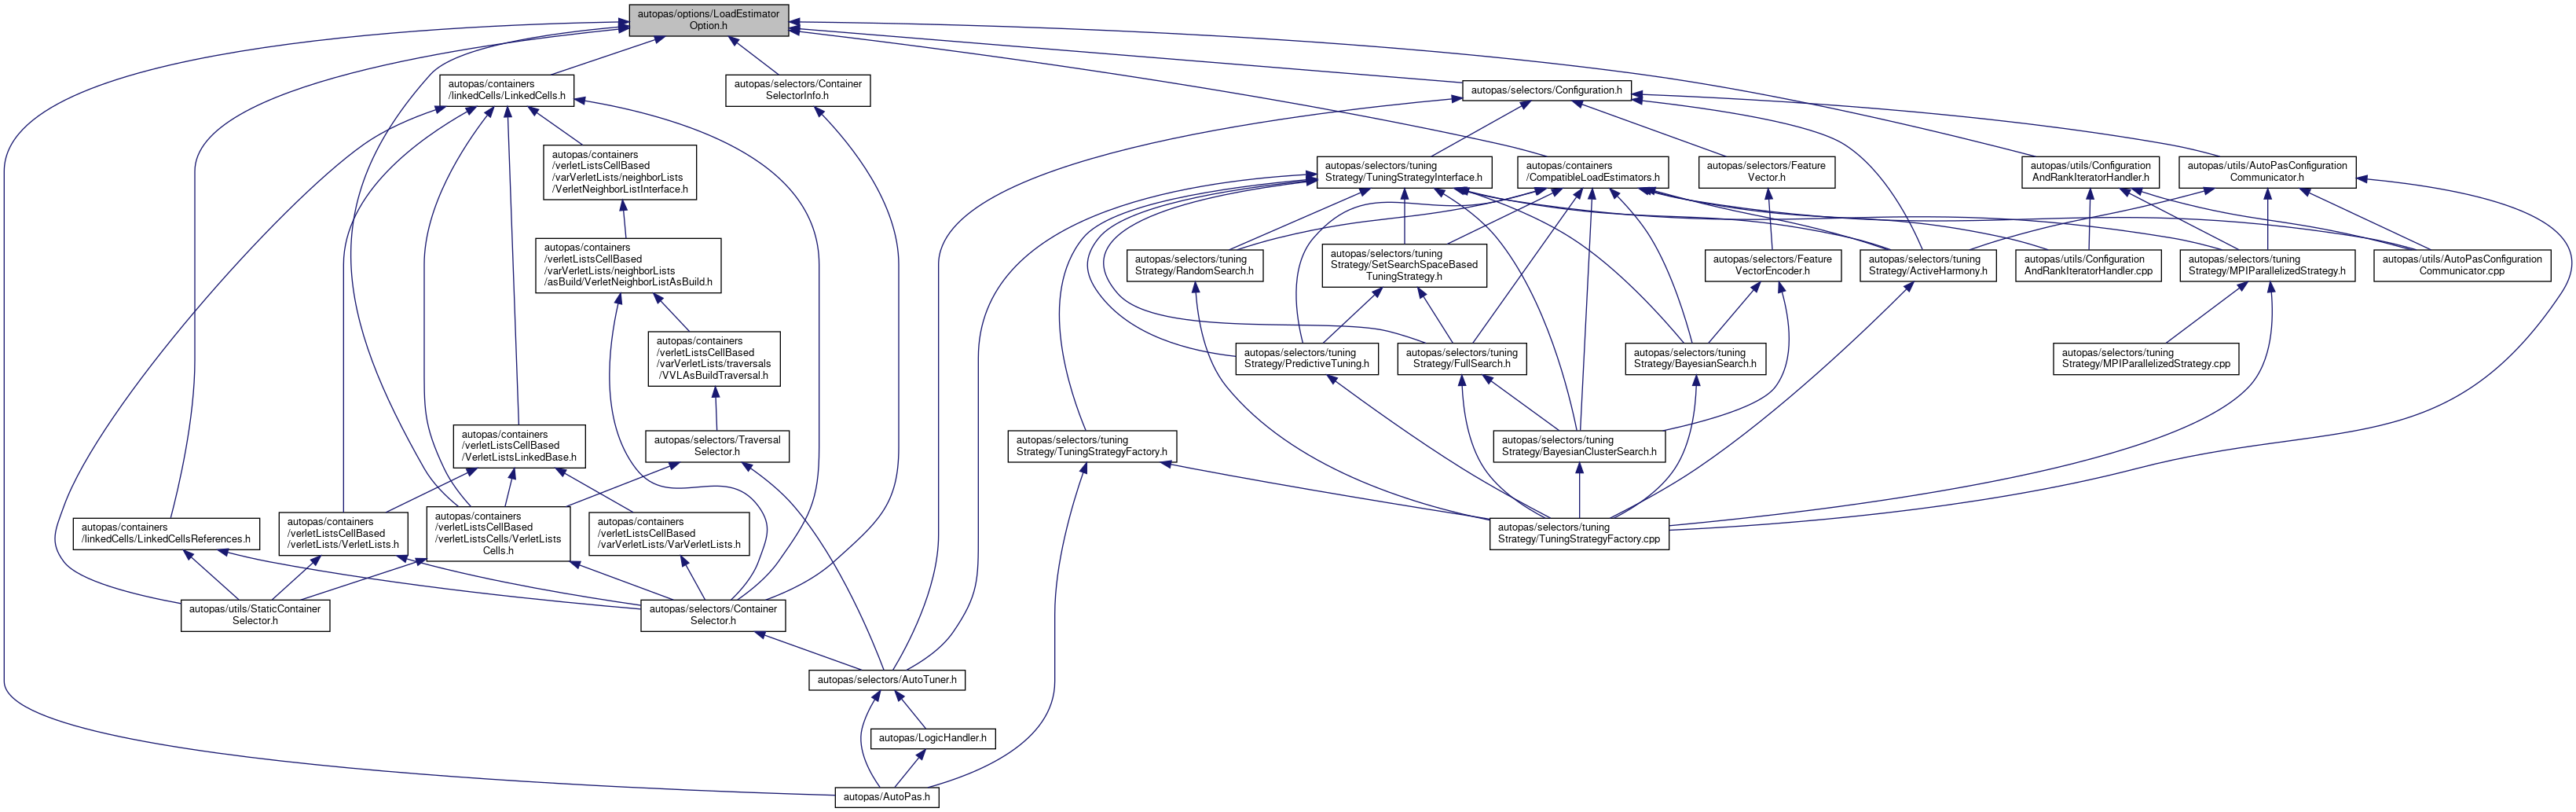 autopas/options/LoadEstimator
Option.h
autopas/containers
/linkedCells/LinkedCells.h
autopas/selectors/Container
SelectorInfo.h
autopas/selectors/Configuration.h
autopas/containers
/verletListsCellBased
/varVerletLists/neighborLists
/VerletNeighborListInterface.h
autopas/selectors/tuning
Strategy/TuningStrategyInterface.h
autopas/containers
/CompatibleLoadEstimators.h
autopas/selectors/Feature
Vector.h
autopas/utils/Configuration
AndRankIteratorHandler.h
autopas/utils/AutoPasConfiguration
Communicator.h
autopas/containers
/verletListsCellBased
/varVerletLists/neighborLists
/asBuild/VerletNeighborListAsBuild.h
autopas/selectors/tuning
Strategy/RandomSearch.h
autopas/selectors/tuning
Strategy/SetSearchSpaceBased
TuningStrategy.h
autopas/selectors/Feature
VectorEncoder.h
autopas/selectors/tuning
Strategy/ActiveHarmony.h
autopas/utils/Configuration
AndRankIteratorHandler.cpp
autopas/selectors/tuning
Strategy/MPIParallelizedStrategy.h
autopas/utils/AutoPasConfiguration
Communicator.cpp
autopas/containers
/verletListsCellBased
/varVerletLists/traversals
/VVLAsBuildTraversal.h
autopas/selectors/tuning
Strategy/PredictiveTuning.h
autopas/selectors/tuning
Strategy/FullSearch.h
autopas/selectors/tuning
Strategy/BayesianSearch.h
autopas/selectors/tuning
Strategy/MPIParallelizedStrategy.cpp
autopas/containers
/verletListsCellBased
/VerletListsLinkedBase.h
autopas/selectors/Traversal
Selector.h
autopas/selectors/tuning
Strategy/TuningStrategyFactory.h
autopas/selectors/tuning
Strategy/BayesianClusterSearch.h
autopas/containers
/linkedCells/LinkedCellsReferences.h
autopas/containers
/verletListsCellBased
/verletLists/VerletLists.h
autopas/containers
/verletListsCellBased
/verletListsCells/VerletLists
Cells.h
autopas/containers
/verletListsCellBased
/varVerletLists/VarVerletLists.h
autopas/selectors/tuning
Strategy/TuningStrategyFactory.cpp
autopas/utils/StaticContainer
Selector.h
autopas/selectors/Container
Selector.h
autopas/selectors/AutoTuner.h
autopas/LogicHandler.h
autopas/AutoPas.h